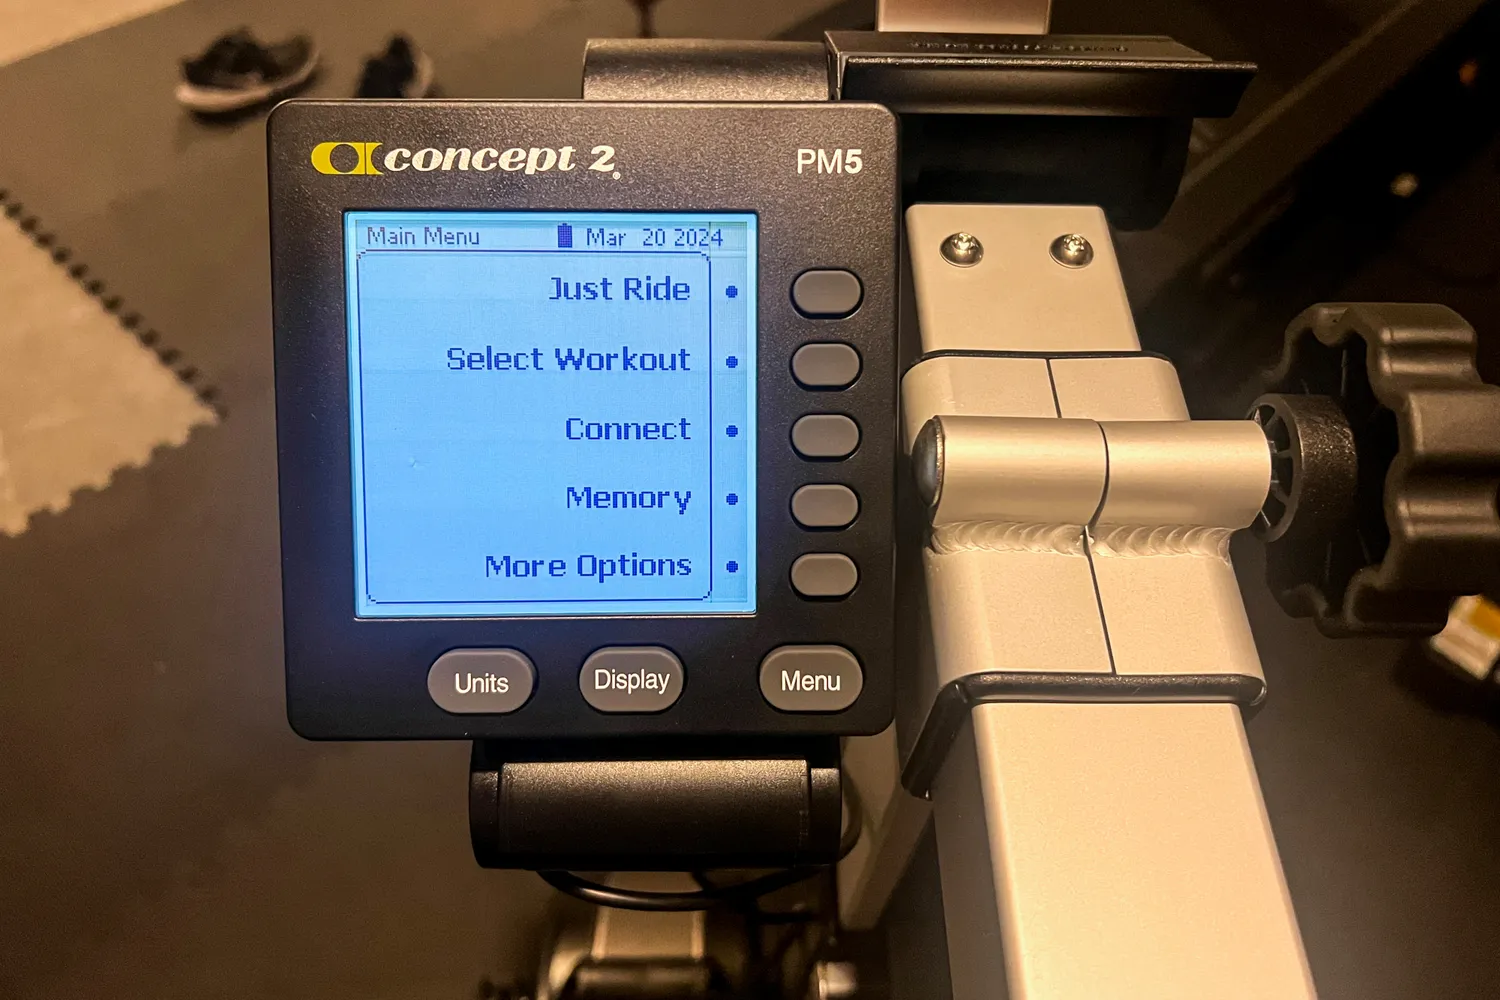 concept 2
PM5
Main Menu Mar 20 2024
Just Ride
Select Workout
Connect
Memory
More Options
Units Display Menu